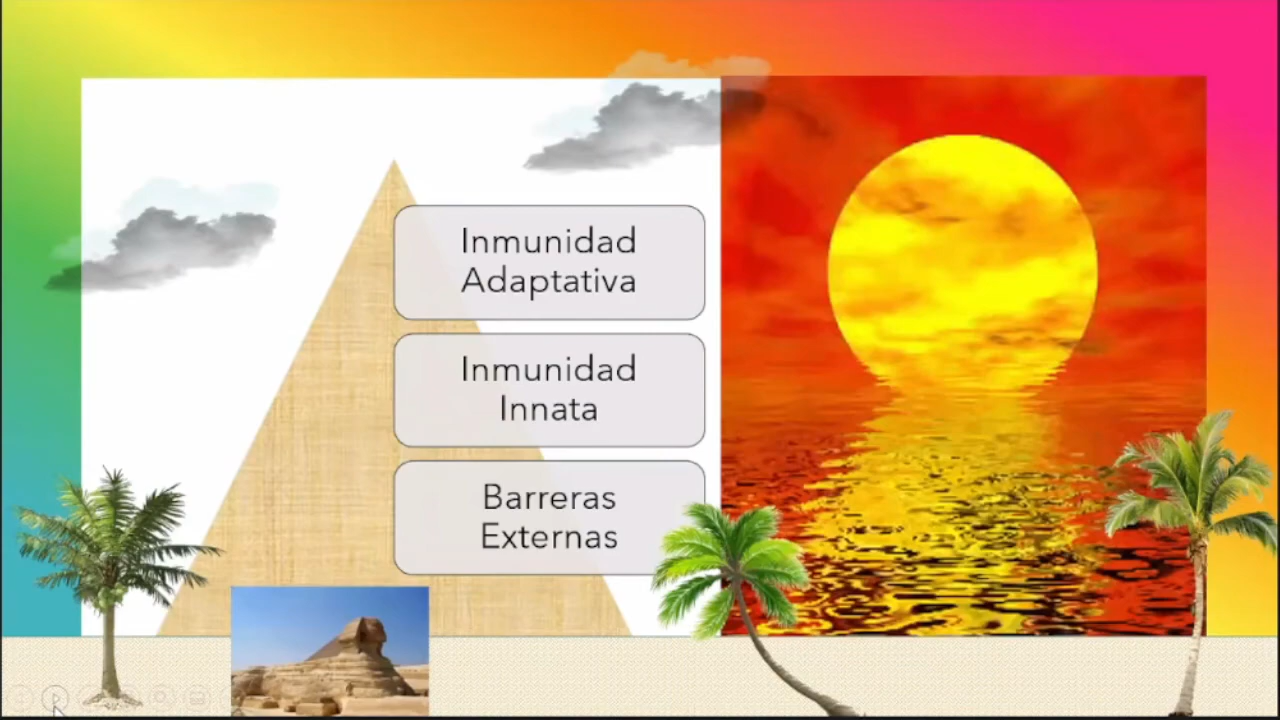 Inmunidad
Adaptativa
Inmunidad
Innata
Barreras
Externas